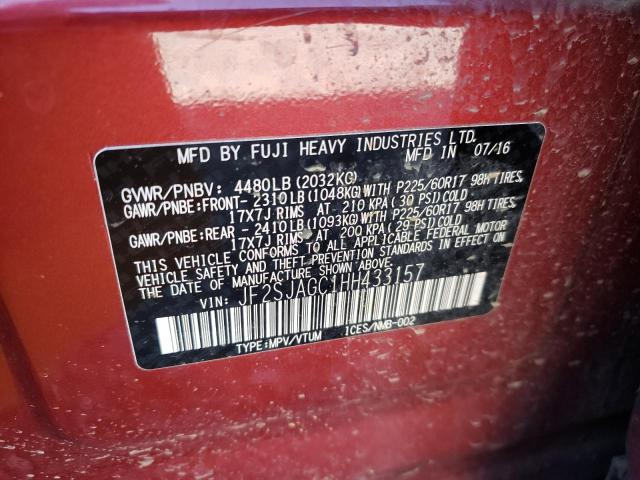 MFD BY FUJI HEAVY INDUSTRIES LTD.
MFD IN 07/16
GVWR/PNBV: 4480LB(2032KG)
GAWR/PNBE:FRONT- 2310LB(1048KG)WITH P225/60R17 98H TIRES,
17X7J RIMS AT 210 KPA(30 PSI)COLD
GAWR/PNBE:REAR - 2410LB(1093KG)WITH P225/60R17 98H TIRES,
17X7J RIMS AT 200 KPA(29 PSI)COLD
THIS VEHICLE CONFORMS TO ALL APPLICABLE FEDERAL MOTOR
VEHICLE SAFETY AND THEFT PREVENTION STANDARDS IN EFFECT ON
THE DATE OF MANUFACTURE SHOWN ABOVE.
VIN: JF2SJAGC1HH433157
TYPE:MPV/VTUM ICES/NMB-002